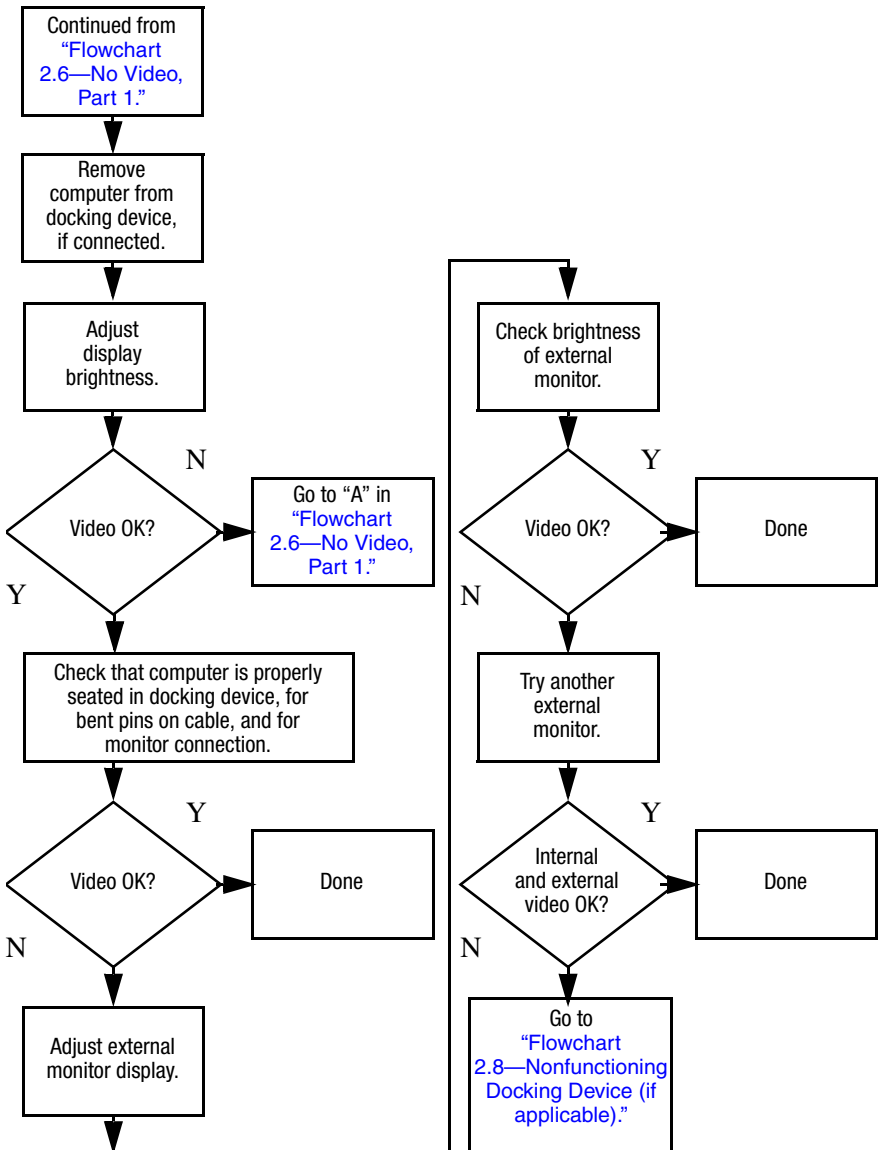 Continued from
“Flowchart
2.6—No Video,
Part 1.”
Remove
computer from
docking device,
if connected.
Adjust
display
brightness.
N
Video OK?
Go to “A” in
“Flowchart
2.6—No Video,
Part 1.”
Y
Check that computer is properly
seated in docking device, for
bent pins on cable, and for
monitor connection.
Y
Video OK?
Done
N
Adjust external
monitor display.
Check brightness
of external
monitor.
Y
Video OK?
Done
N
Try another
external
monitor.
Y
Internal
and external
video OK?
Done
N
Go to
“Flowchart
2.8—Nonfunctioning
Docking Device (if
applicable).”